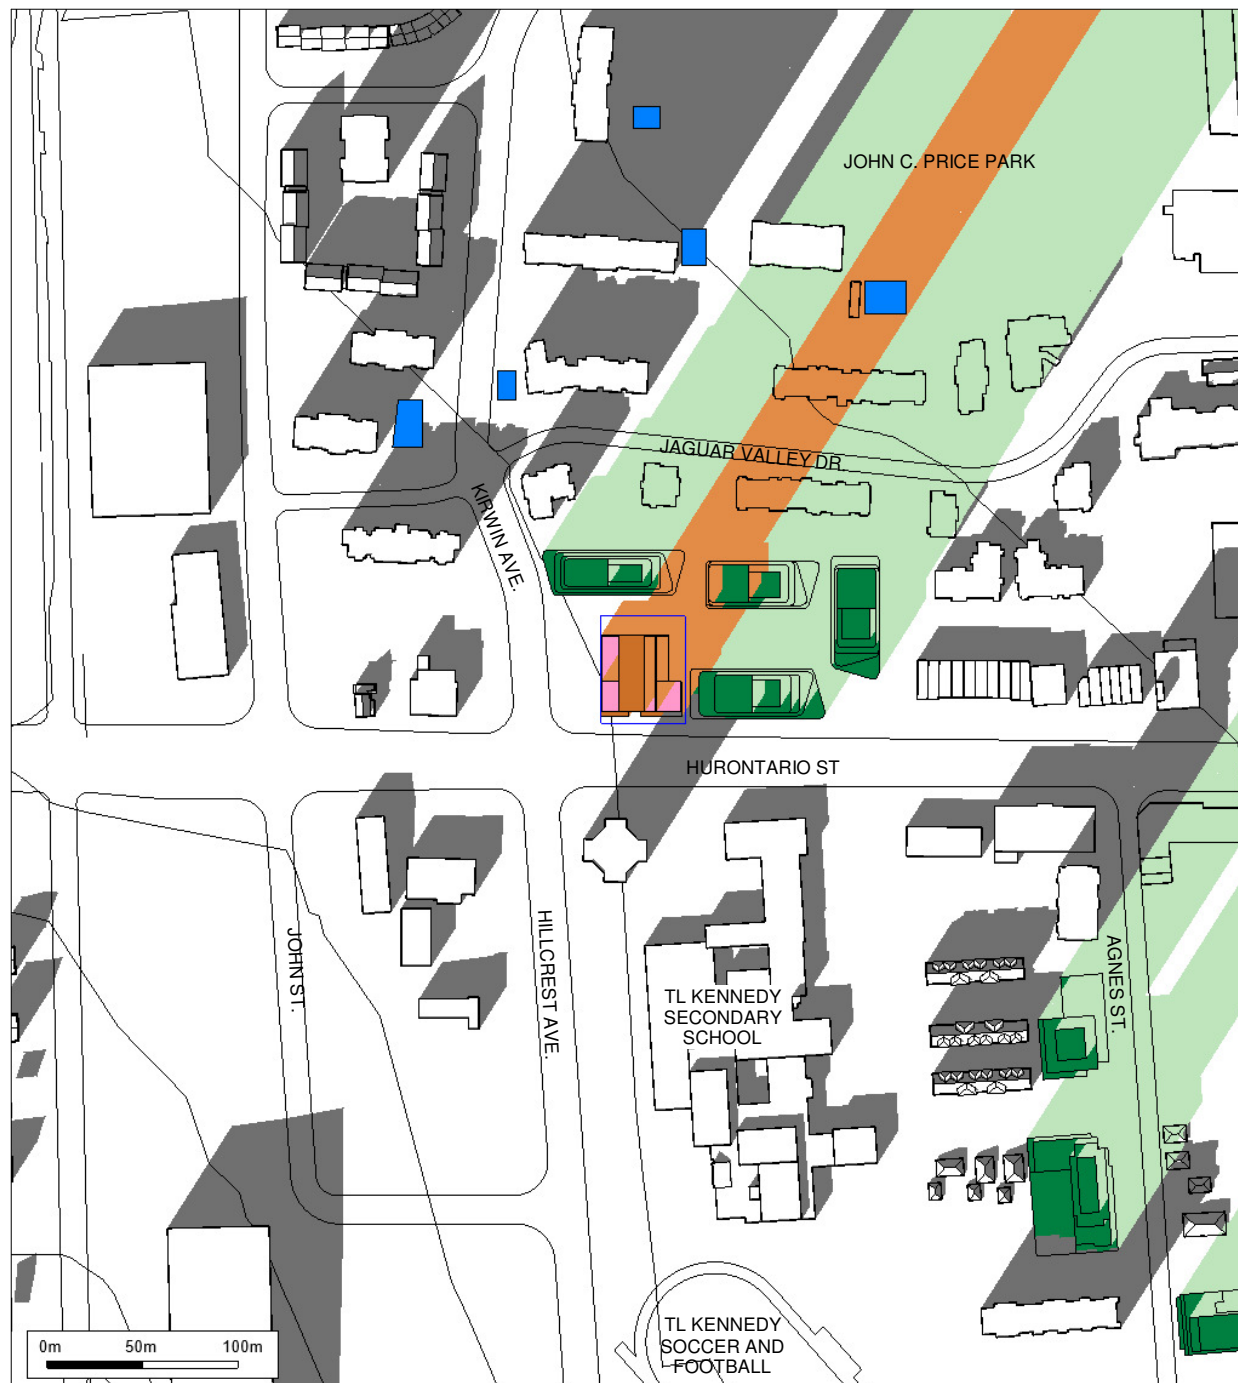 JOHN C. PRICE PARK
JAGUAR VALLEY DR
KIRWIN AVE.
HURONTARIO ST
JOHN ST.
HILLCREST AVE.
AGNES ST.
TL KENNEDY
SECONDARY
SCHOOL
TL KENNEDY
SOCCER AND
FOOTBALL
0m 50m 100m